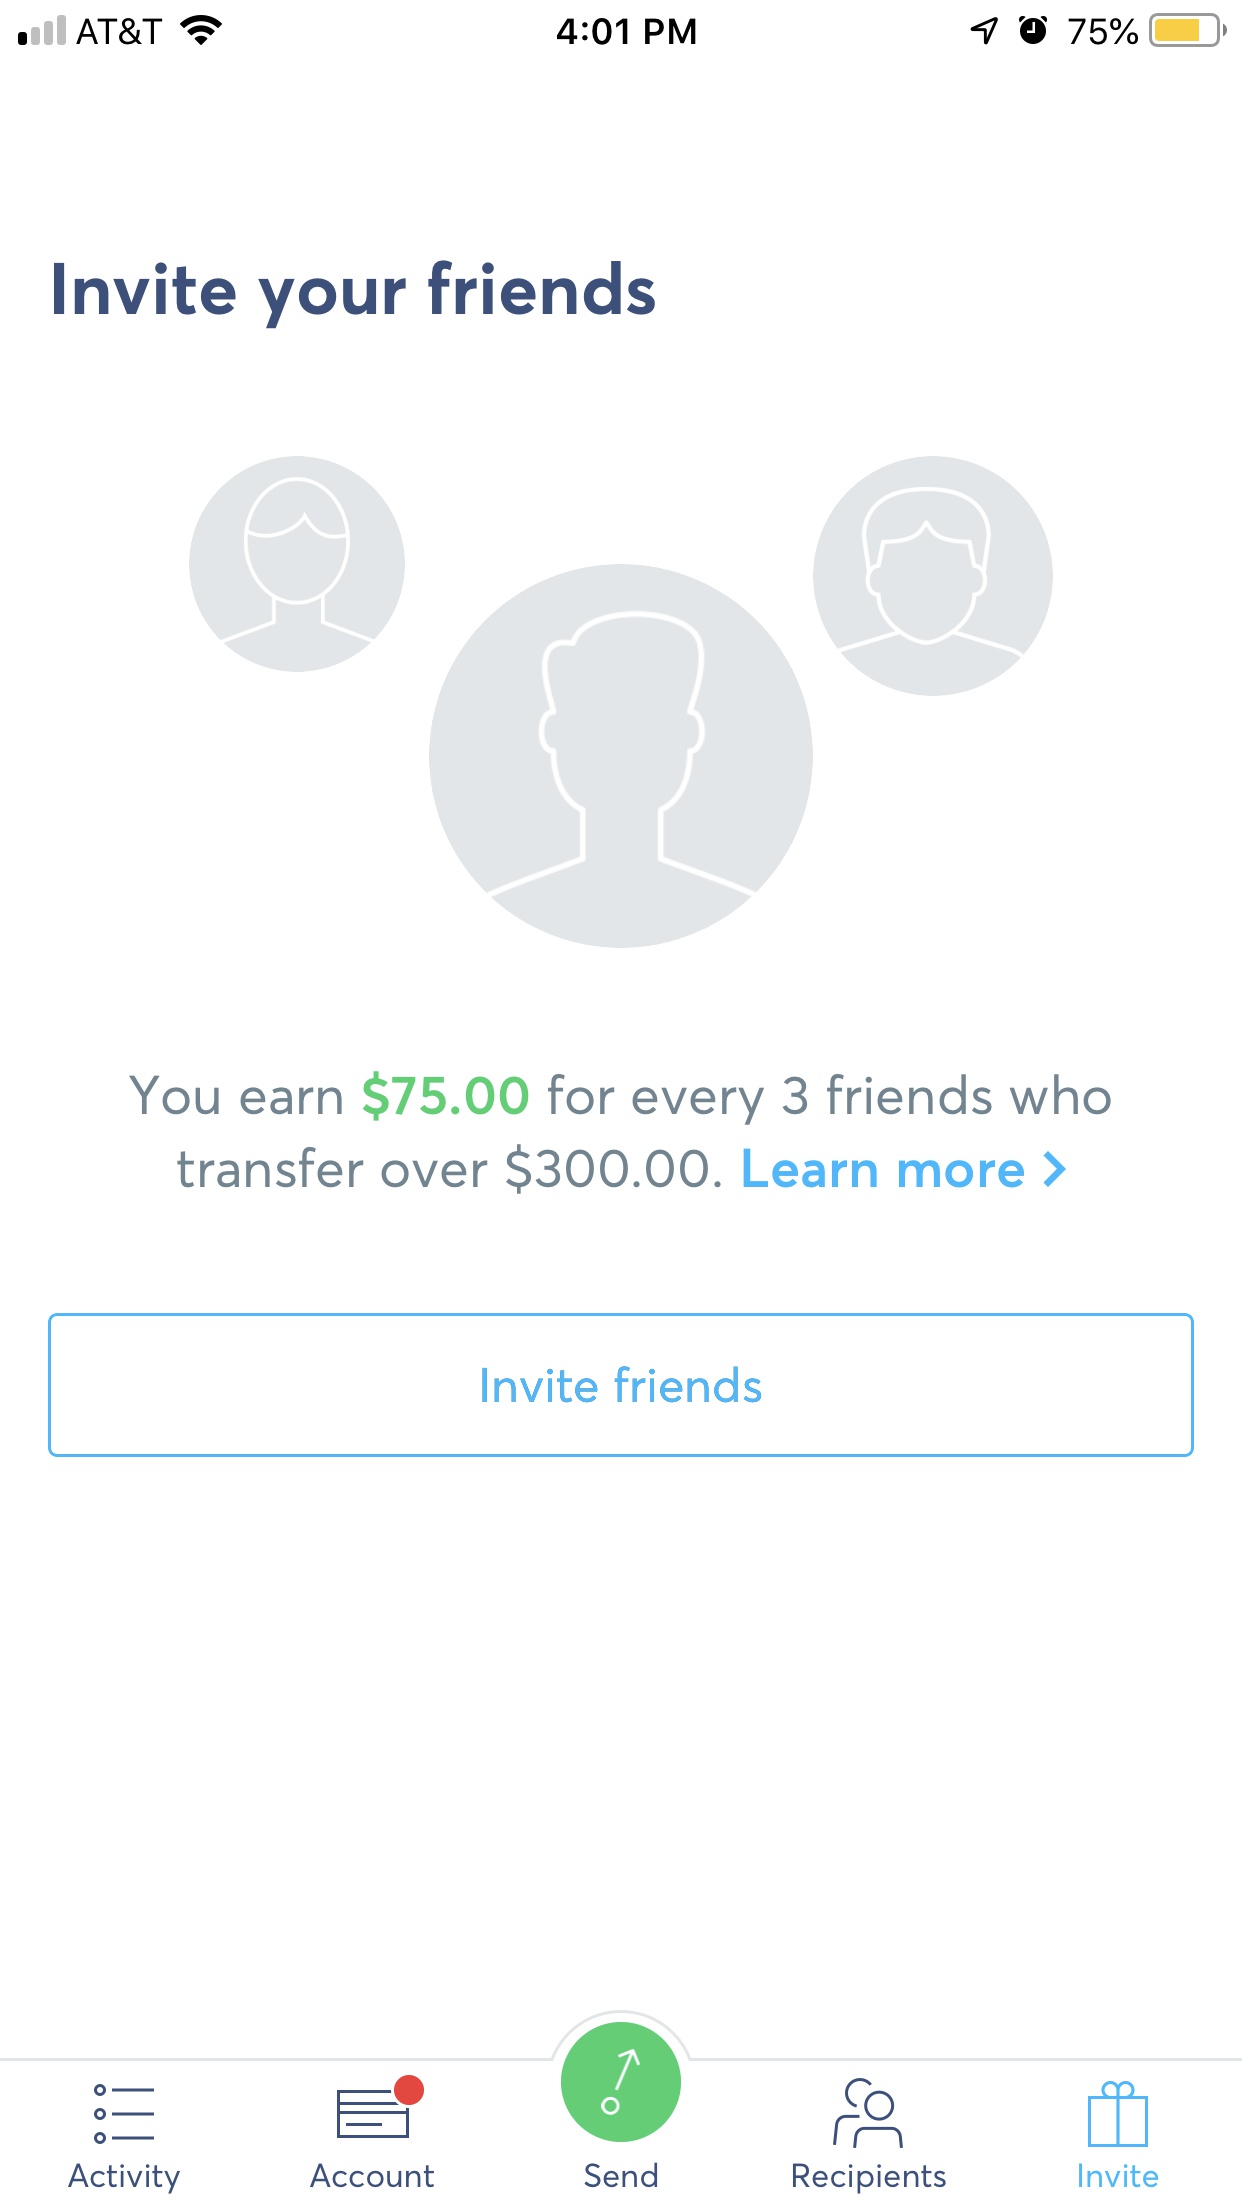 AT&T 4:01 PM 75%
Invite your friends
You earn $75.00 for every 3 friends who
transfer over $300.00. Learn more >
Invite friends
Activity Account Send Recipients Invite